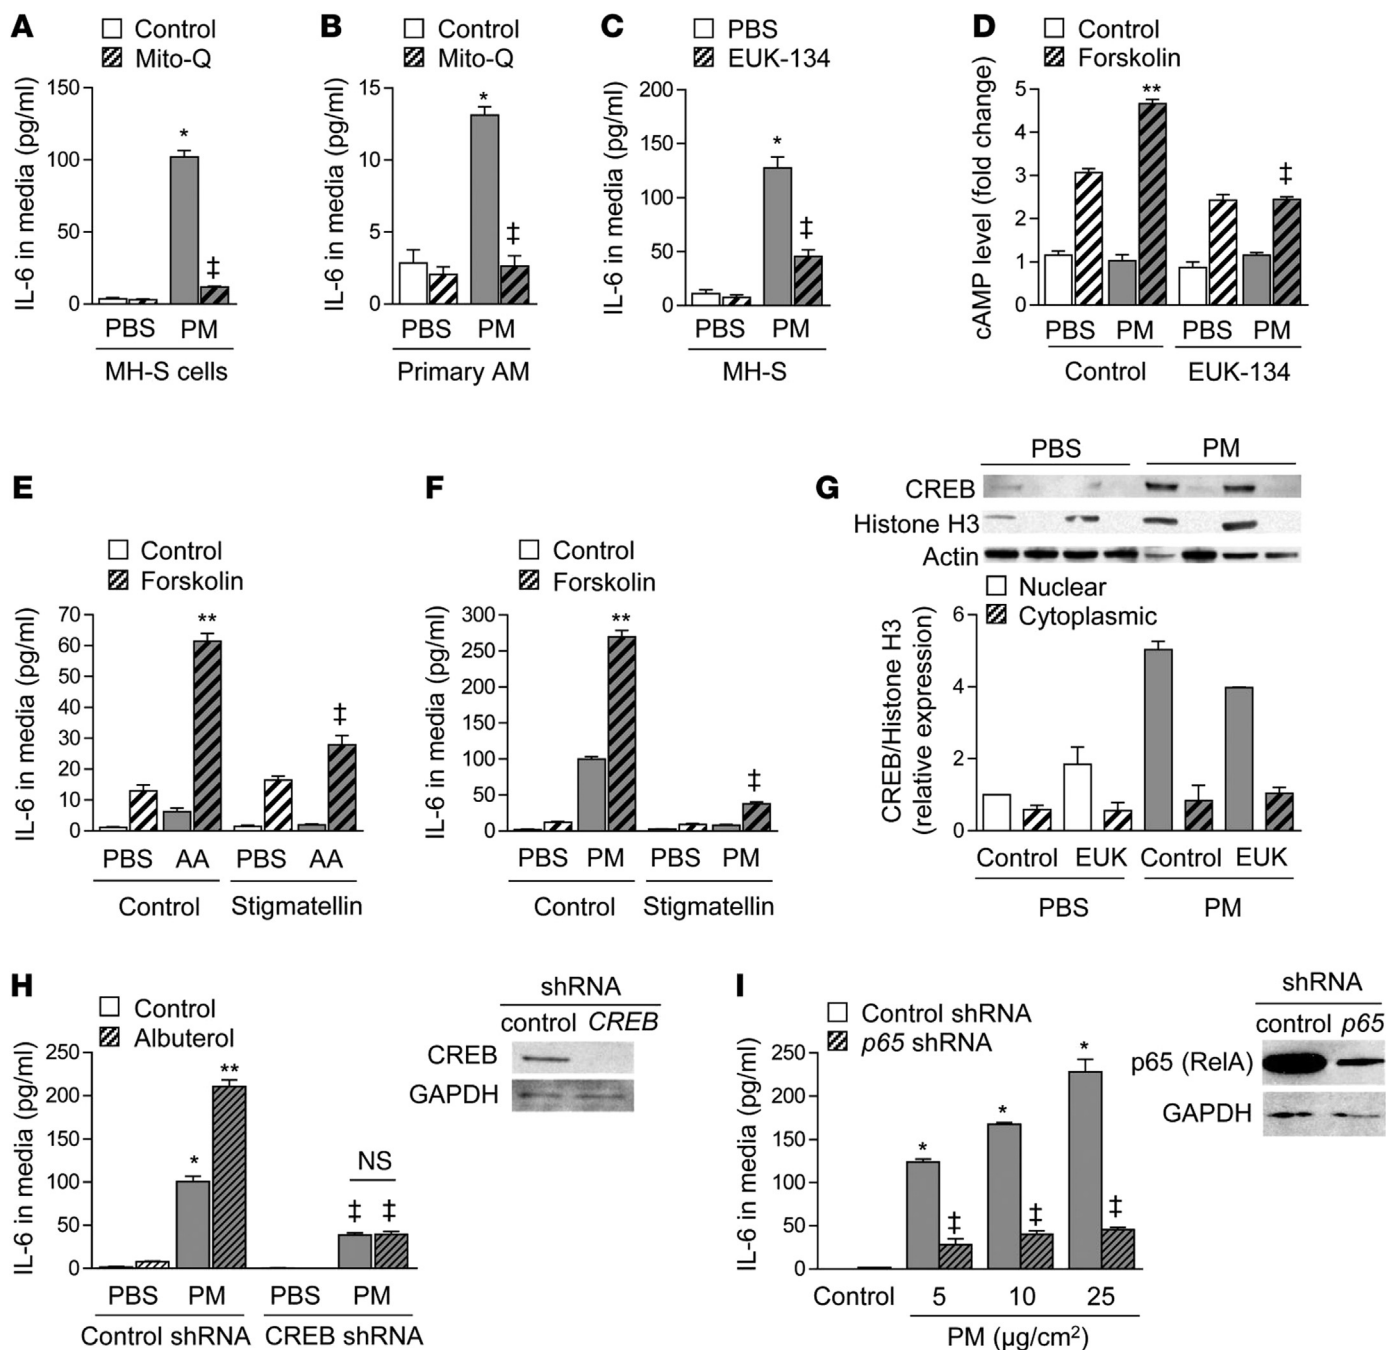 A
Control
Mito-Q
IL-6 in media (pg/ml)
150
100
50
0
*
‡
PBS PM
MH-S cells
B
Control
Mito-Q
IL-6 in media (pg/ml)
15
13
5
0
*
‡
PBS PM
Primary AM
C
PBS
EUK-134
IL-6 in media (pg/ml)
200
150
100
50
0
*
‡
PBS PM
MH-S
D
Control
Forskolin
cAMP level (fold change)
5
4
3
2
1
0
**
‡
PBS PM PBS PM
Control EUK-134
E
Control
Forskolin
IL-6 in media (pg/ml)
70
60
50
40
30
20
10
0
**
‡
PBS AA PBS AA
Control Stigmatellin
F
Control
Forskolin
IL-6 in media (pg/ml)
300
250
300
150
100
50
0
**
‡
PBS PM PBS PM
Control Stigmatellin
G
PBS PM
CREB
Histone H3
Actin
Nuclear
Cytoplasmic
CREB/Histone H3
(relative expression)
6
4
2
0
Control EUK Control EUK
PBS PM
H
Control
Albuterol
IL-6 in media (pg/ml)
250
200
150
100
50
0
*
**
NS
‡ ‡
PBS PM PBS PM
Control shRNA CREB shRNA
shRNA
control CREB
CREB
GAPDH
I
Control shRNA
p65 shRNA
IL-6 in media (pg/ml)
250
200
150
100
50
0
*
‡
*
‡
*
‡
Control 5 10 25
PM (µg/cm²)
shRNA
control p65
p65 (RelA)
GAPDH